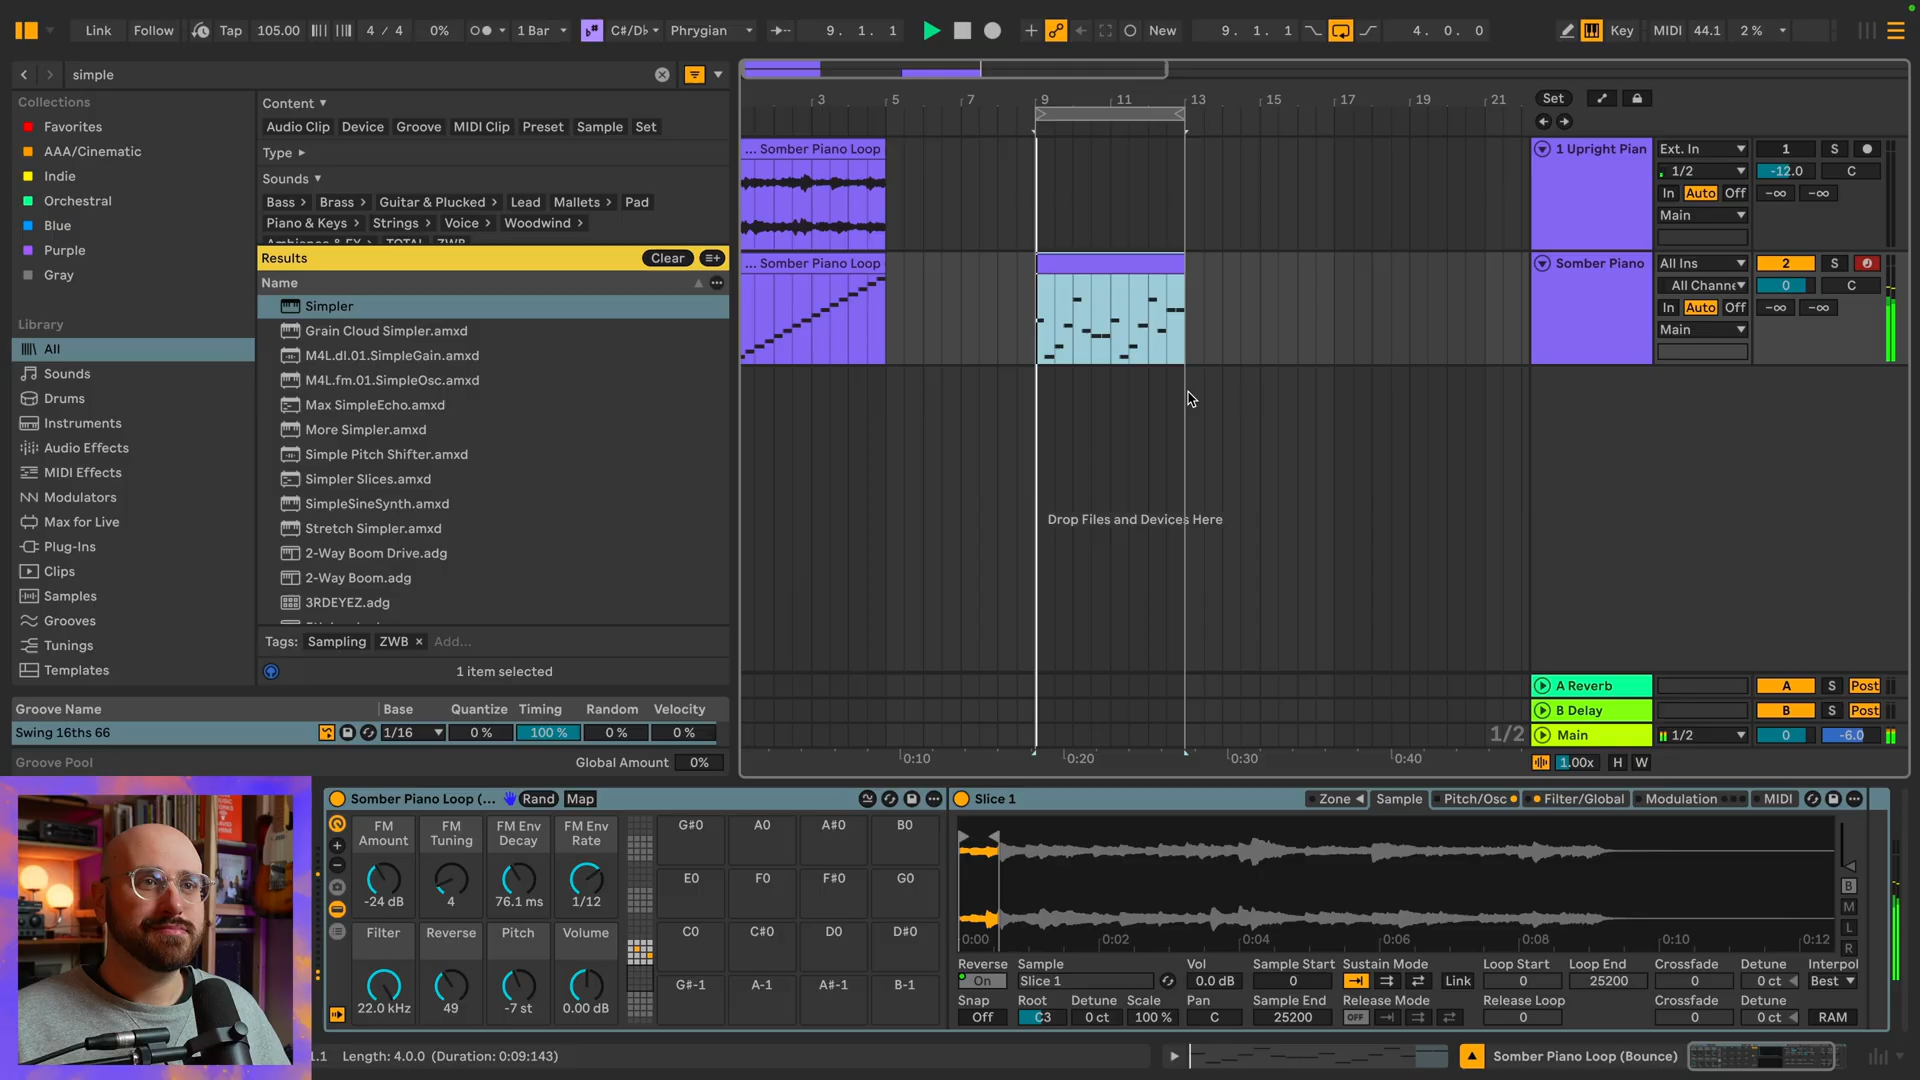 Link Follow Tap 105.00 4 / 4 0% 1 Bar C#/Db Phrygian 9. 1. 1 New 9. 1. 1 4. 0. 0 Key MIDI 44.1 2 %
simple
Collections
Favorites
AAA/Cinematic
Indie
Orchestral
Blue
Purple
Gray
Library
All
Sounds
Drums
Instruments
Audio Effects
MIDI Effects
Modulators
Max for Live
Plug-Ins
Clips
Samples
Grooves
Tunings
Templates
Content
Audio Clip Device Groove MIDI Clip Preset Sample Set
Type
Sounds
Bass Brass Guitar & Plucked Lead Mallets Pad
Piano & Keys Strings Voice Woodwind
Results Clear
Name
Simpler
Grain Cloud Simpler.amxd
M4L.dl.01.SimpleGain.amxd
M4L.fm.01.SimpleOsc.amxd
Max SimpleEcho.amxd
More Simpler.amxd
Simple Pitch Shifter.amxd
Simpler Slices.amxd
SimpleSineSynth.amxd
Stretch Simpler.amxd
2-Way Boom Drive.adg
2-Way Boom.adg
3RDEYEZ.adg
Tags: Sampling ZWB × Add...
1 item selected
Groove Name Base Quantize Timing Random Velocity
Swing 16ths 66 1/16 0 % 100 % 0 % 0 %
Groove Pool Global Amount 0%
3 5 7 9 11 13 15 17 19 21 Set
... Somber Piano Loop
... Somber Piano Loop
Drop Files and Devices Here
1/2
0:10 0:20 0:30 0:40
1 Upright Pian Ext. In 1 S
1/2 -12.0 C
In Auto Off -∞ -∞
Main
Somber Piano All Ins 2 S
All Channe 0 C
In Auto Off -∞ -∞
Main
A Reverb A S Post
B Delay B S Post
Main 1/2 0 -6.0
1.00x H W
Somber Piano Loop (... Rand Map
FM Amount FM Tuning FM Env Decay FM Env Rate
-24 dB 4 76.1 ms 1/12
Filter Reverse Pitch Volume
22.0 kHz 49 -7 st 0.00 dB
G#0 A0 A#0 B0
E0 F0 F#0 G0
C0 C#0 D0 D#0
G#-1 A-1 A#-1 B-1
Slice 1 Zone Sample Pitch/Osc Filter/Global Modulation MIDI
B
M
L
R
0:00 0:02 0:04 0:06 0:08 0:10 0:12
Reverse Sample Vol Sample Start Sustain Mode Loop Start Loop End Crossfade Detune Interpol
On Slice 1 0.0 dB 0 Link 0 25200 0 0 ct Best
Snap Root Detune Scale Pan Sample End Release Mode Release Loop Crossfade Detune
Off C3 0 ct 100 % C 25200 OFF 0 0 0 ct RAM
1.1 Length: 4.0.0 (Duration: 0:09:143)
Somber Piano Loop (Bounce)